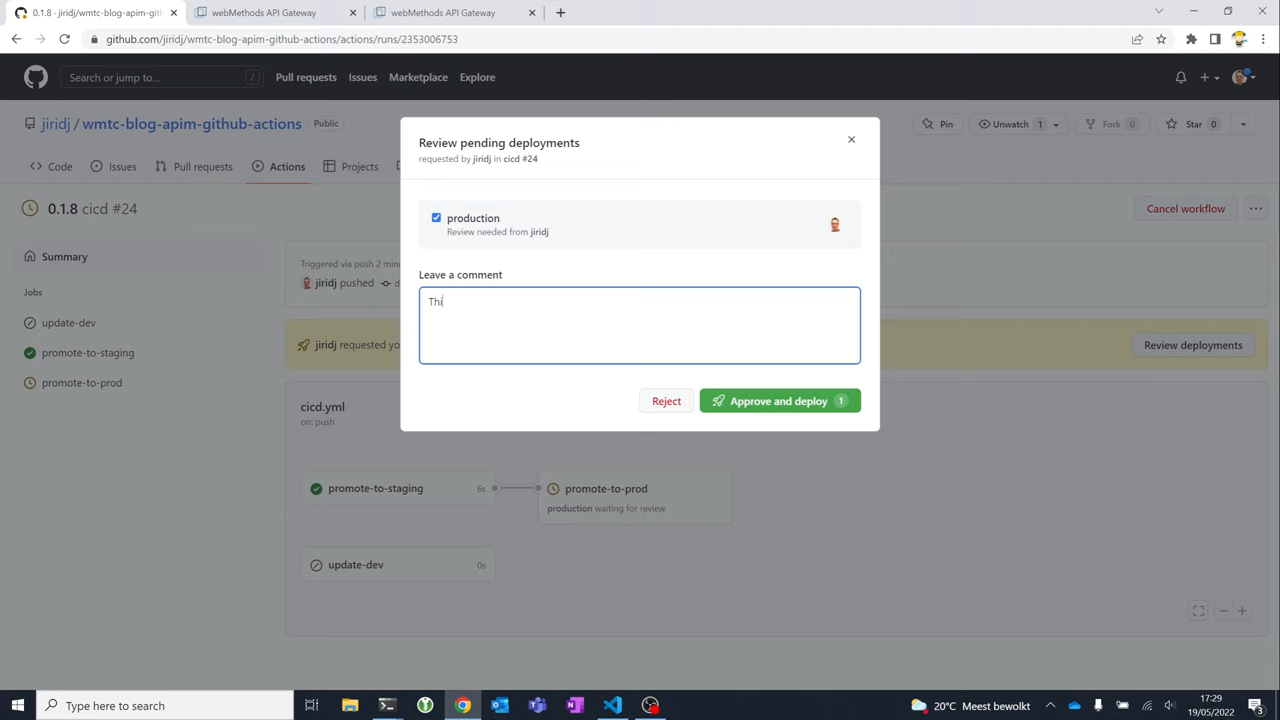 0.1.8 · jiridj/wmtc-blog-apim-gith
webMethods API Gateway
webMethods API Gateway
github.com/jiridj/wmtc-blog-apim-github-actions/actions/runs/2353006753
Search or jump to... /
Pull requests Issues Marketplace Explore
jiridj / wmtc-blog-apim-github-actions Public
Pin Unwatch 1 Fork 0 Star 0
Code Issues Pull requests Actions Projects
0.1.8 cicd #24
Cancel workflow
Summary
Jobs
update-dev
promote-to-staging
promote-to-prod
Triggered via push 2 min
jiridj pushed
jiridj requested yo
Review deployments
cicd.yml
on: push
promote-to-staging 6s
promote-to-prod
production waiting for review
update-dev 0s
Review pending deployments
requested by jiridj in cicd #24
production
Review needed from jiridj
Leave a comment
Thi
Reject
Approve and deploy 1
Type here to search
20°C Meest bewolkt
17:29
19/05/2022
3